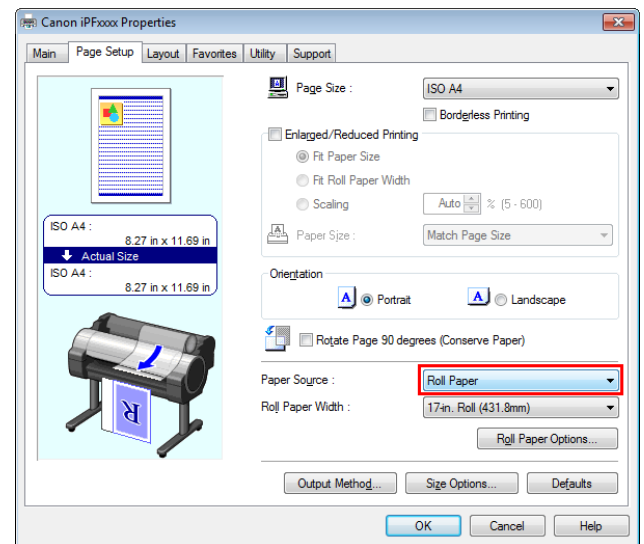 Canon iPFxxxx Properties
Main Page Setup Layout Favorites Utility Support
Page Size : ISO A4
Borderless Printing
Enlarged/Reduced Printing
Fit Paper Size
Fit Roll Paper Width
Scaling Auto % (5 - 600)
Paper Size : Match Page Size
ISO A4 :
8.27 in x 11.69 in
Actual Size
ISO A4 :
8.27 in x 11.69 in
Orientation
A Portrait A Landscape
Rotate Page 90 degrees (Conserve Paper)
Paper Source : Roll Paper
Roll Paper Width : 17-in. Roll (431.8mm)
R
Roll Paper Options...
Output Method... Size Options... Defaults
OK Cancel Help